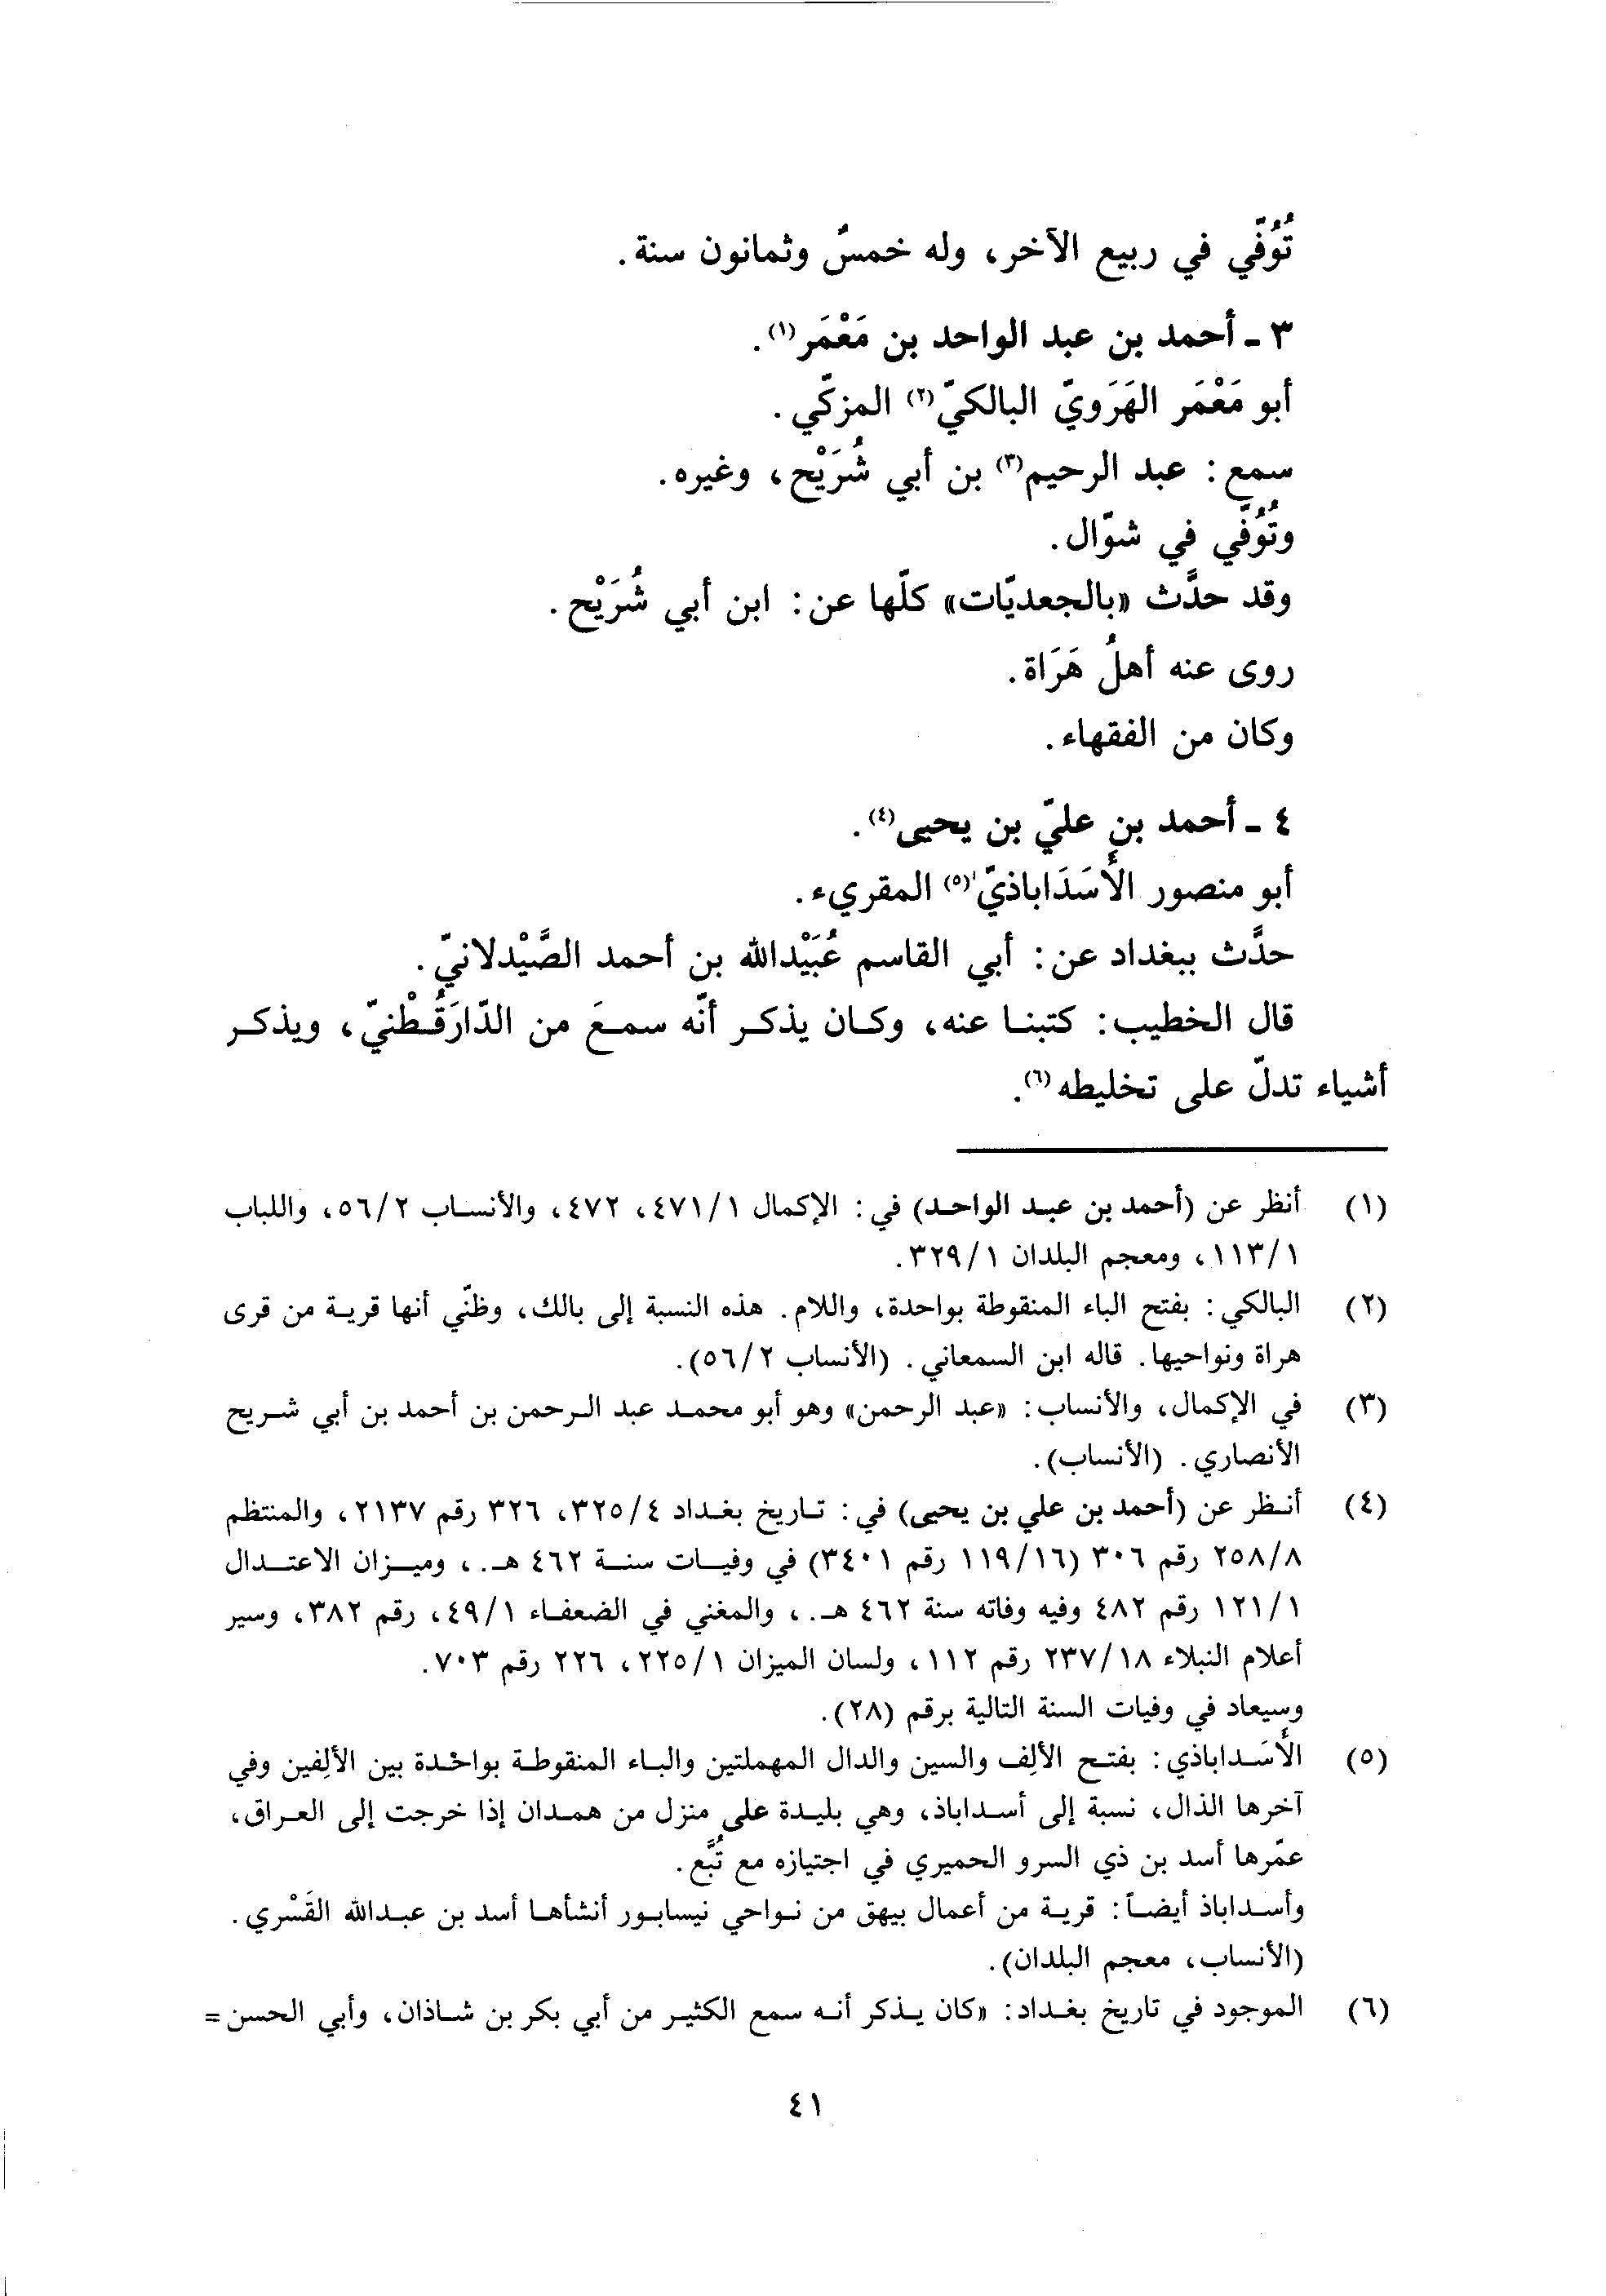 تُوُفّي في ربيع الآخر، وله خمسٌ وثمانون سنة.
٣ ـ أحمد بن عبد الواحد بن مَعْمَر(١).
أبو مَعْمَر الهَرَويّ البالكيّ(٢) المزكّي.
سمع: عبد الرحيم(٣) بن أبي شُرَيْح، وغيره.
وتُوُفّي في شوّال.
وقد حدَّث «بالجعديّات» كلّها عن: ابن أبي شُرَيْح.
روى عنه أهلُ هَرَاة.
وكان من الفقهاء.
٤ ـ أحمد بن عليّ بن يحيى(٤).
أبو منصور الأَسَدَاباذيّ(٥) المقريء.
حدَّث ببغداد عن: أبي القاسم عُبَيْدالله بن أحمد الصَّيْدلانيّ.
قال الخطيب: كتبنا عنه، وكان يذكر أنّه سمعَ من الدّارَقُطْنيّ، ويذكر
أشياء تدلّ على تخليطه(٦).
(١) أنظر عن (أحمد بن عبد الواحد) في: الإكمال ٤٧١/١، ٤٧٢، والأنساب ٥٦/٢، واللباب
١١٣/١، ومعجم البلدان ٣٢٩/١.
(٢) البالكي: بفتح الباء المنقوطة بواحدة، واللام. هذه النسبة إلى بالك، وظنّي أنها قرية من قرى
هراة ونواحيها. قاله ابن السمعاني. (الأنساب ٥٦/٢).
(٣) في الإكمال، والأنساب: «عبد الرحمن» وهو أبو محمد عبد الرحمن بن أحمد بن أبي شريح
الأنصاري. (الأنساب).
(٤) أنظر عن (أحمد بن علي بن يحيى) في: تاريخ بغداد ٣٢٥/٤، ٣٢٦ رقم ٢١٣٧، والمنتظم
٢٥٨/٨ رقم ٣٠٦ (١١٩/١٦ رقم ٣٤٠١) في وفيات سنة ٤٦٢ هـ.، وميزان الاعتدال
١٢١/١ رقم ٤٨٢ وفيه وفاته سنة ٤٦٢ هـ.، والمغني في الضعفاء ٤٩/١، رقم ٣٨٢، وسير
أعلام النبلاء ٢٣٧/١٨ رقم ١١٢، ولسان الميزان ٢٢٥/١، ٢٢٦ رقم ٧٠٣.
وسيعاد في وفيات السنة التالية برقم (٢٨).
(٥) الأَسَداباذي: بفتح الألِف والسين والدال المهملتين والباء المنقوطة بواحْدة بين الألِفين وفي
آخرها الذال، نسبة إلى أسداباذ، وهي بليدة على منزل من همدان إذا خرجت إلى العراق،
عمّرها أسد بن ذي السرو الحميري في اجتيازه مع تُبَّع.
وأسداباذ أيضاً: قرية من أعمال بيهق من نواحي نيسابور أنشأها أسد بن عبدالله القَسْري.
(الأنساب، معجم البلدان).
(٦) الموجود في تاريخ بغداد: «كان يذكر أنه سمع الكثير من أبي بكر بن شاذان، وأبي الحسن =
٤١